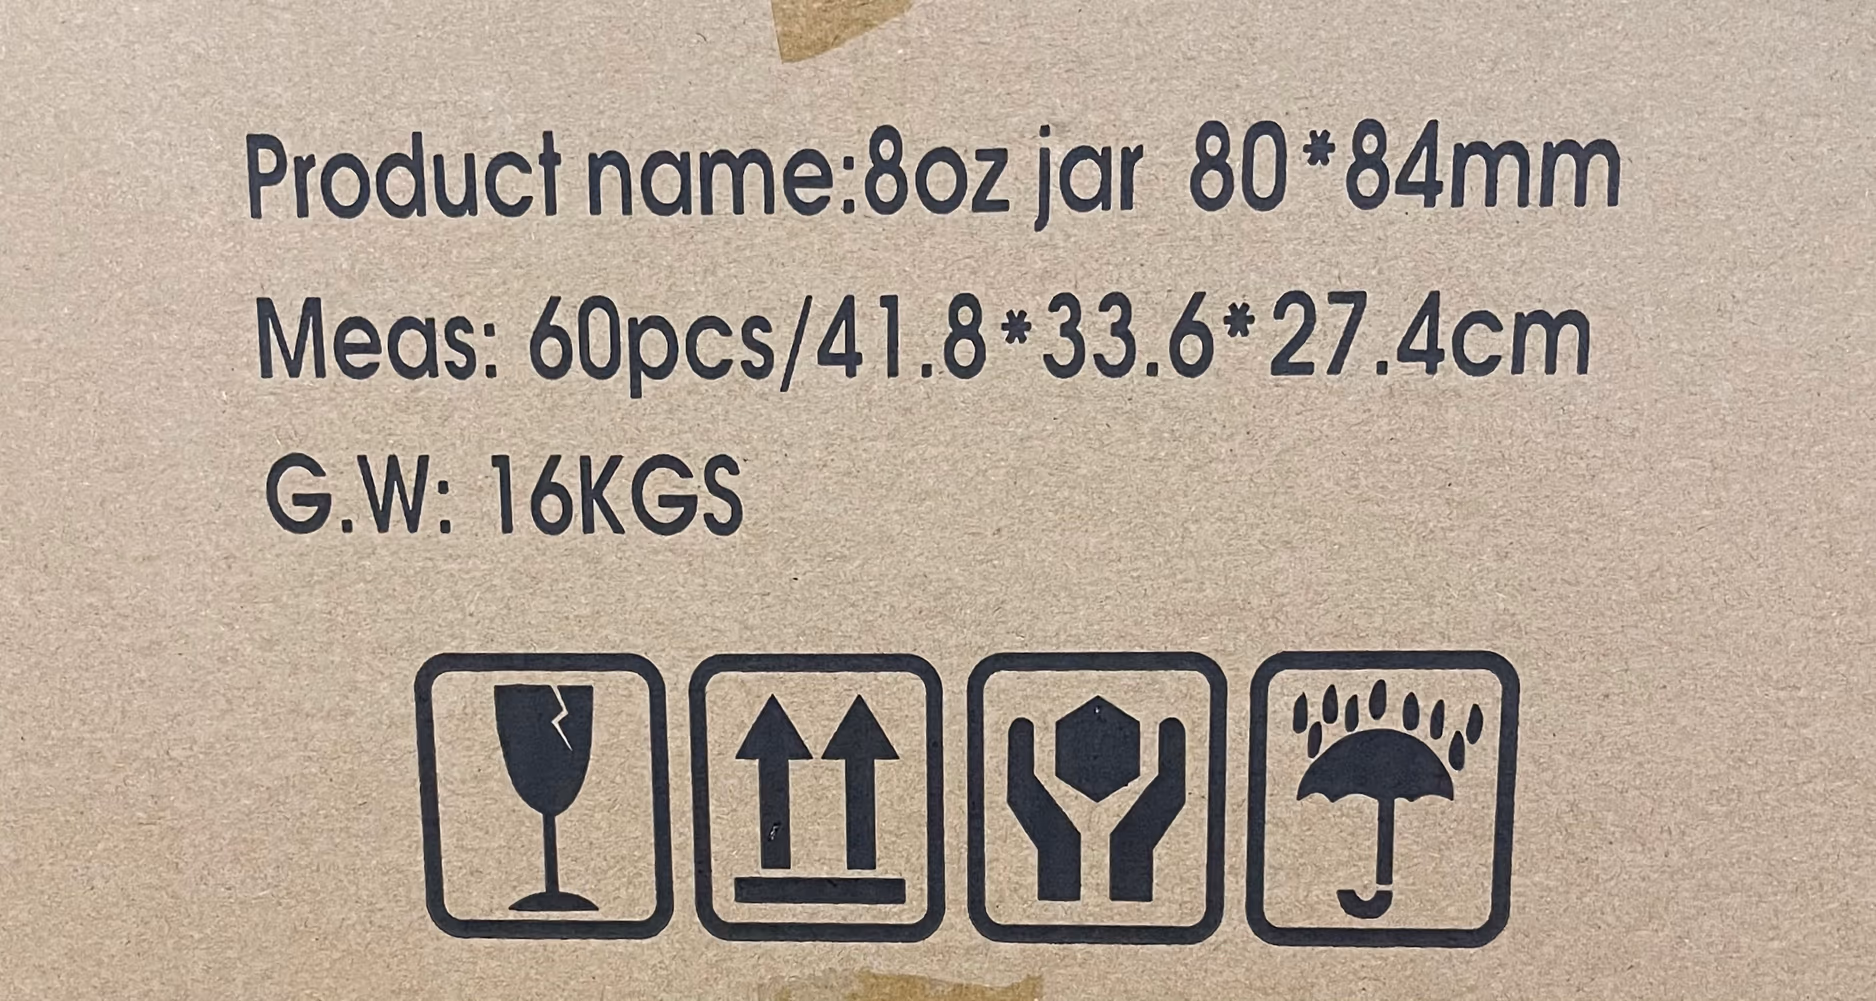 Product name:8oz jar 80*84mm
Meas: 60pcs/41.8*33.6*27.4cm
G.W: 16KGS